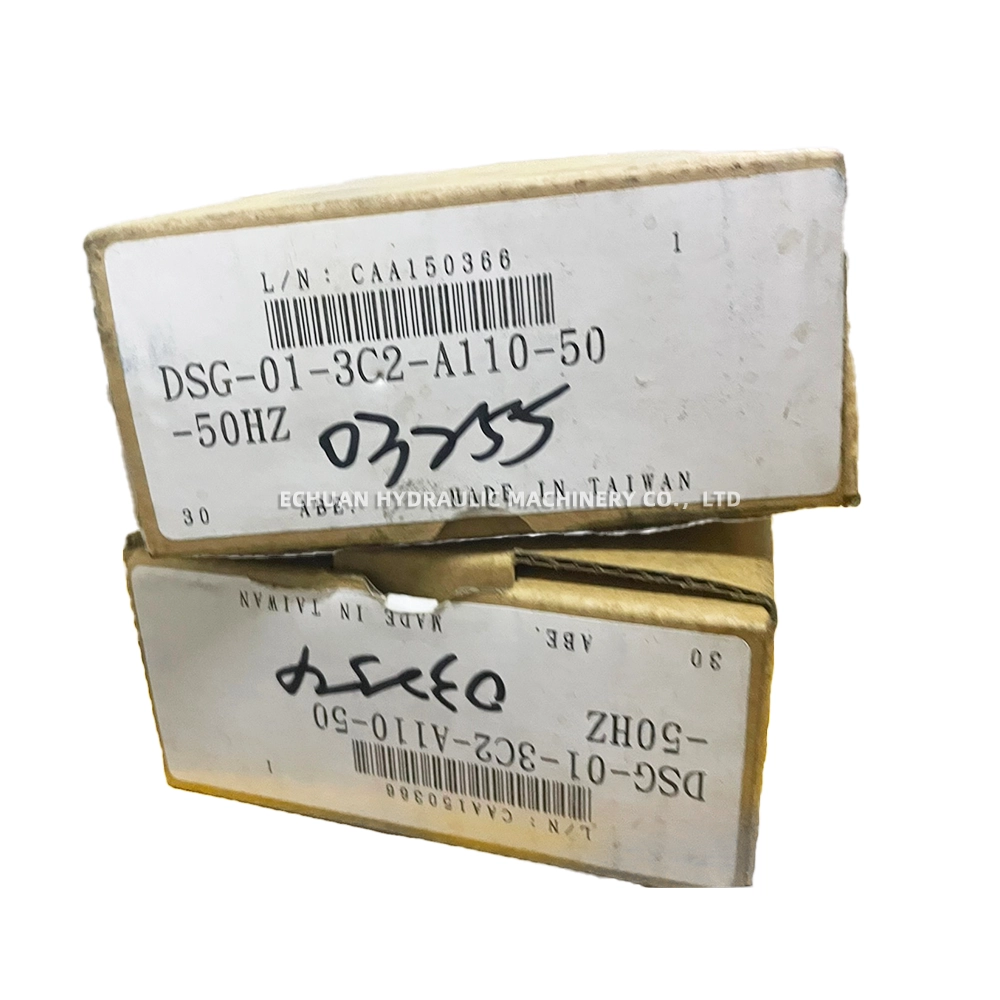 1
L/N: CAA150366
DSG-01-3C2-A110-50
-50HZ
03255
30 ABE. MADE IN TAIWAN
ECHUAN HYDRAULIC MACHINERY CO., LTD
1
L/N: CAA150366
DSG-01-3C2-A110-50
-50HZ
30 ABE. MADE IN TAIWAN